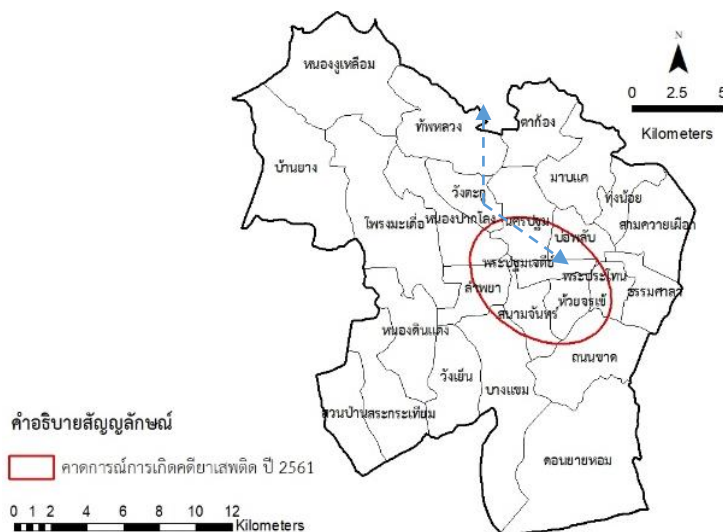 หนองงูเหลือม
N
ทัพหลวง
ตาก้อง
0 2.5 5
Kilometers
บ้านยาง
วังตะกู
มาบแค
ทุ่งน้อย
โพรงมะเดื่อ
หนองปากโลง
นครปฐม
บ่อพลับ
สามควายเผือก
พระปฐมเจดีย์
พระประโทน
ลำพยา
ห้วยจรเข้
ธรรมศาลา
สนามจันทร์
หนองดินแดง
ถนนขาด
วังเย็น
บางแขม
สวนป่าน
สระกระเทียม
คำอธิบายสัญญลักษณ์
ดอนยายหอม
คาดการณ์การเกิดคดียาเสพติด ปี 2561
0 1 2 4 6 8 10 12
Kilometers